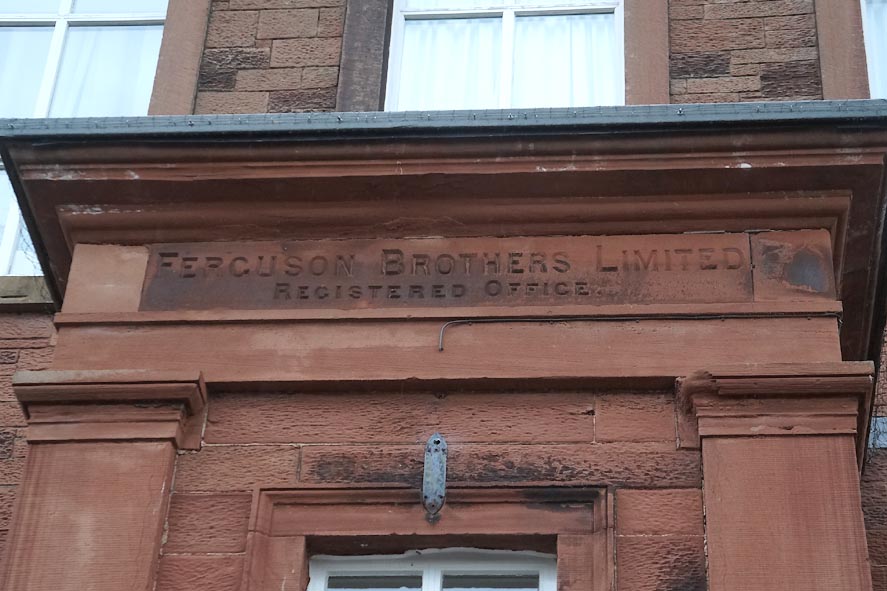 FERGUSON BROTHERS LIMITED
REGISTERED OFFICE.